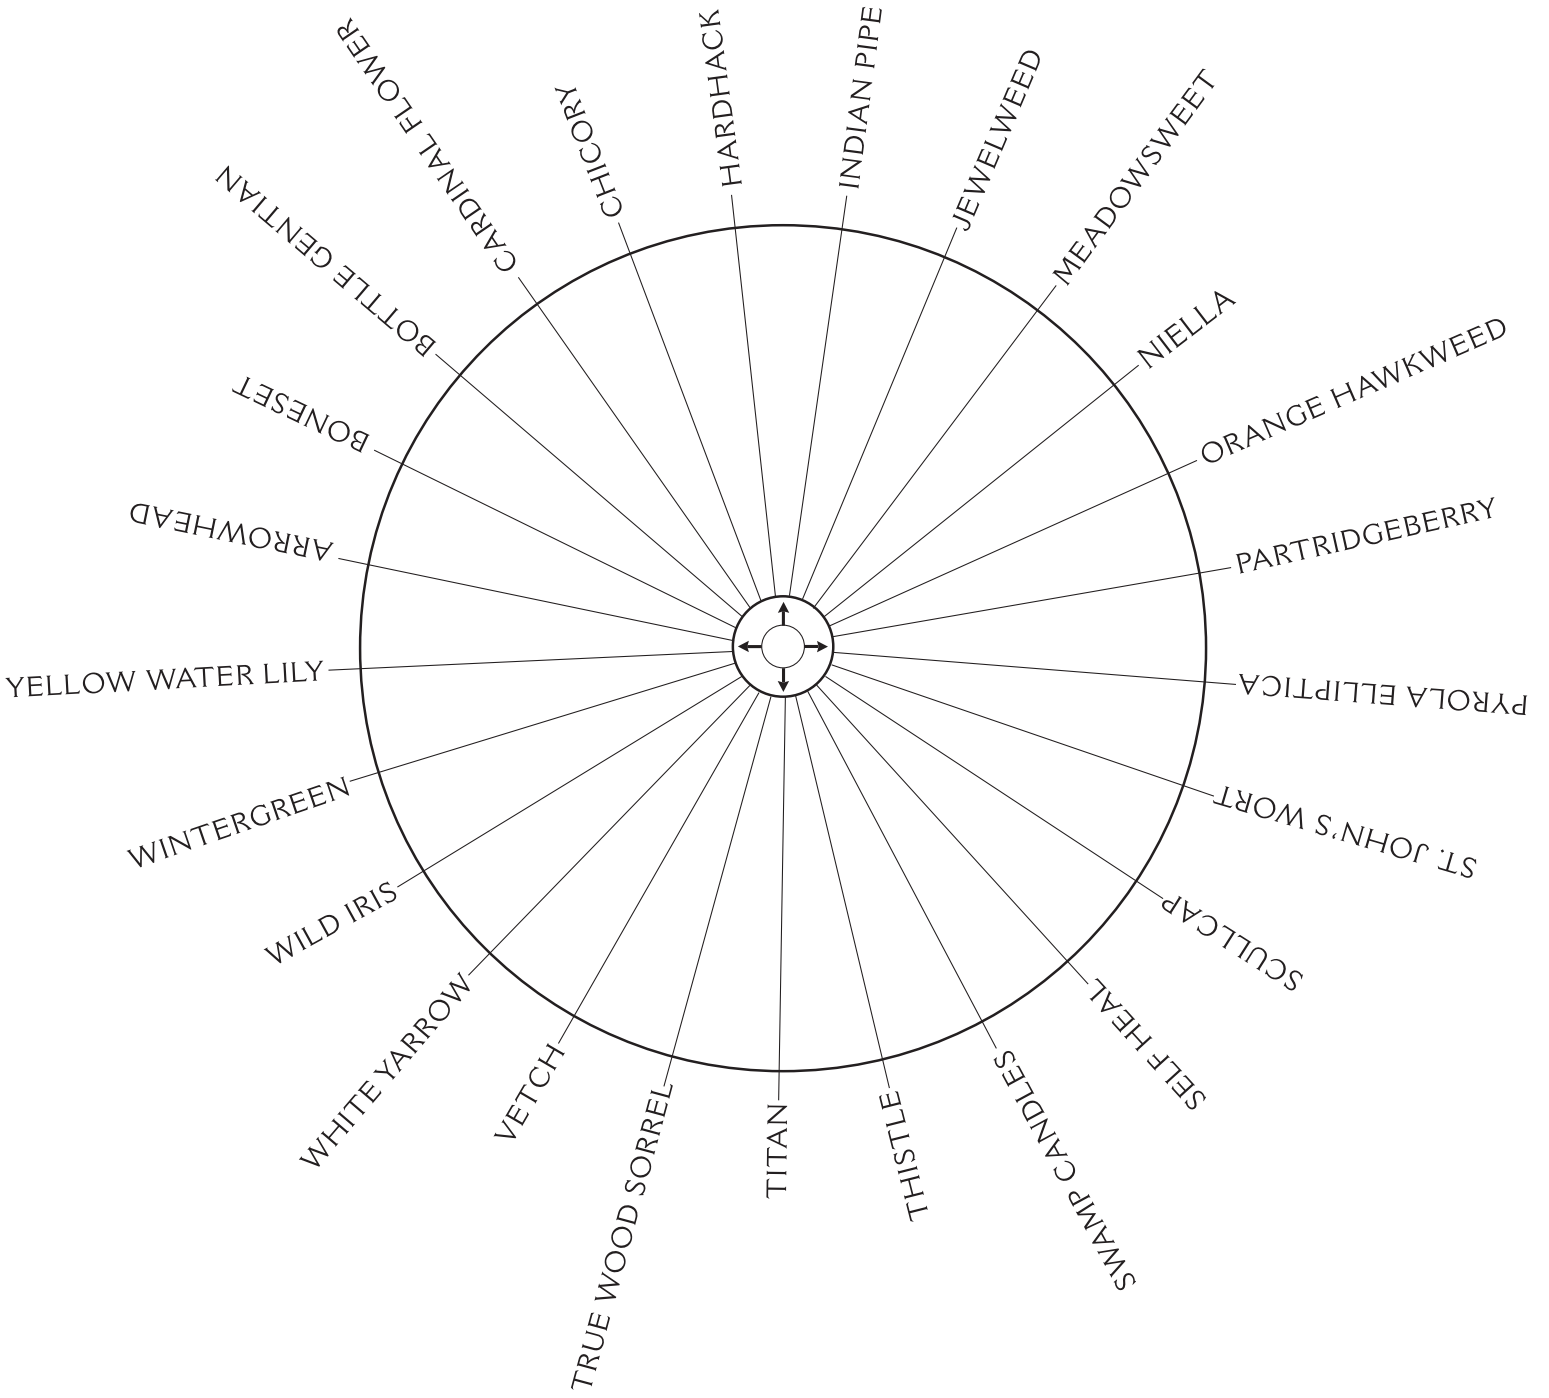 ARROWHEAD
BONESET
BOTTLE GENTIAN
CARDINAL FLOWER
CHICORY
HARDHACK
INDIAN PIPE
JEWELWEED
MEADOWSWEET
NIELLA
ORANGE HAWKWEED
PARTRIDGEBERRY
PYROLA ELLIPTICA
ST. JOHN'S WORT
SCULLCAP
SELF HEAL
SWAMP CANDLES
THISTLE
TITAN
TRUE WOOD SORREL
VETCH
WHITE YARROW
WILD IRIS
WINTERGREEN
YELLOW WATER LILY